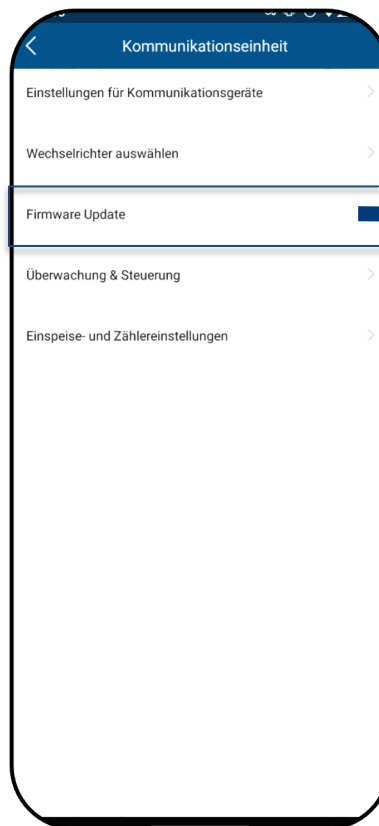 Kommunikationseinheit
Einstellungen für Kommunikationsgeräte
Wechselrichter auswählen
Firmware Update
Überwachung & Steuerung
Einspeise- und Zählereinstellungen